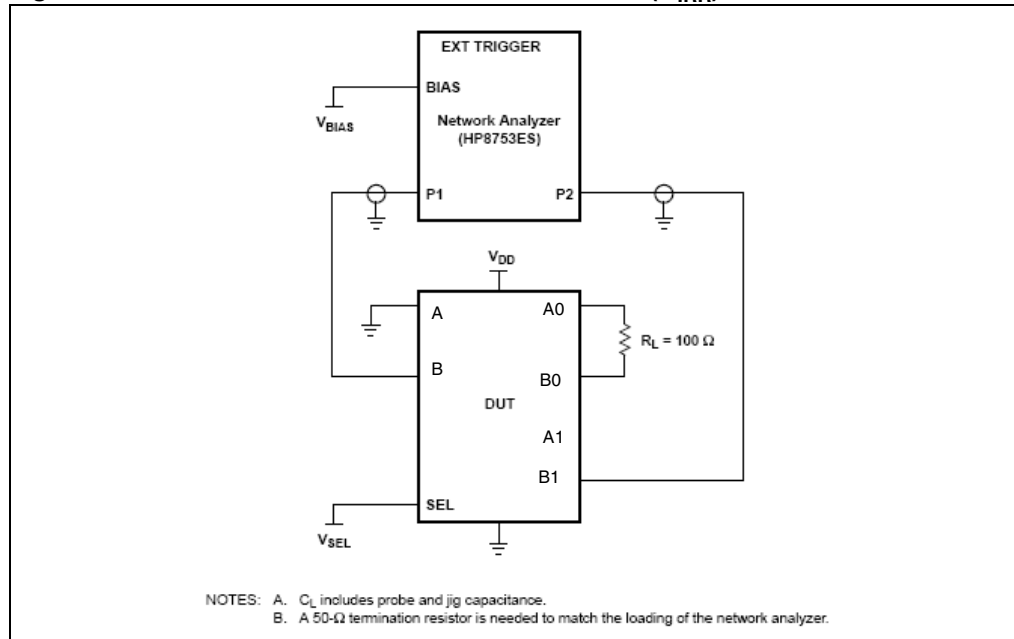 EXT TRIGGER
BIAS
VBIAS
Network Analyzer
(HP8753ES)
P1
P2
VDD
A
A0
RL = 100 Ω
B
B0
DUT
A1
B1
SEL
VSEL
NOTES: A. CL includes probe and jig capacitance.
B. A 50-Ω termination resistor is needed to match the loading of the network analyzer.